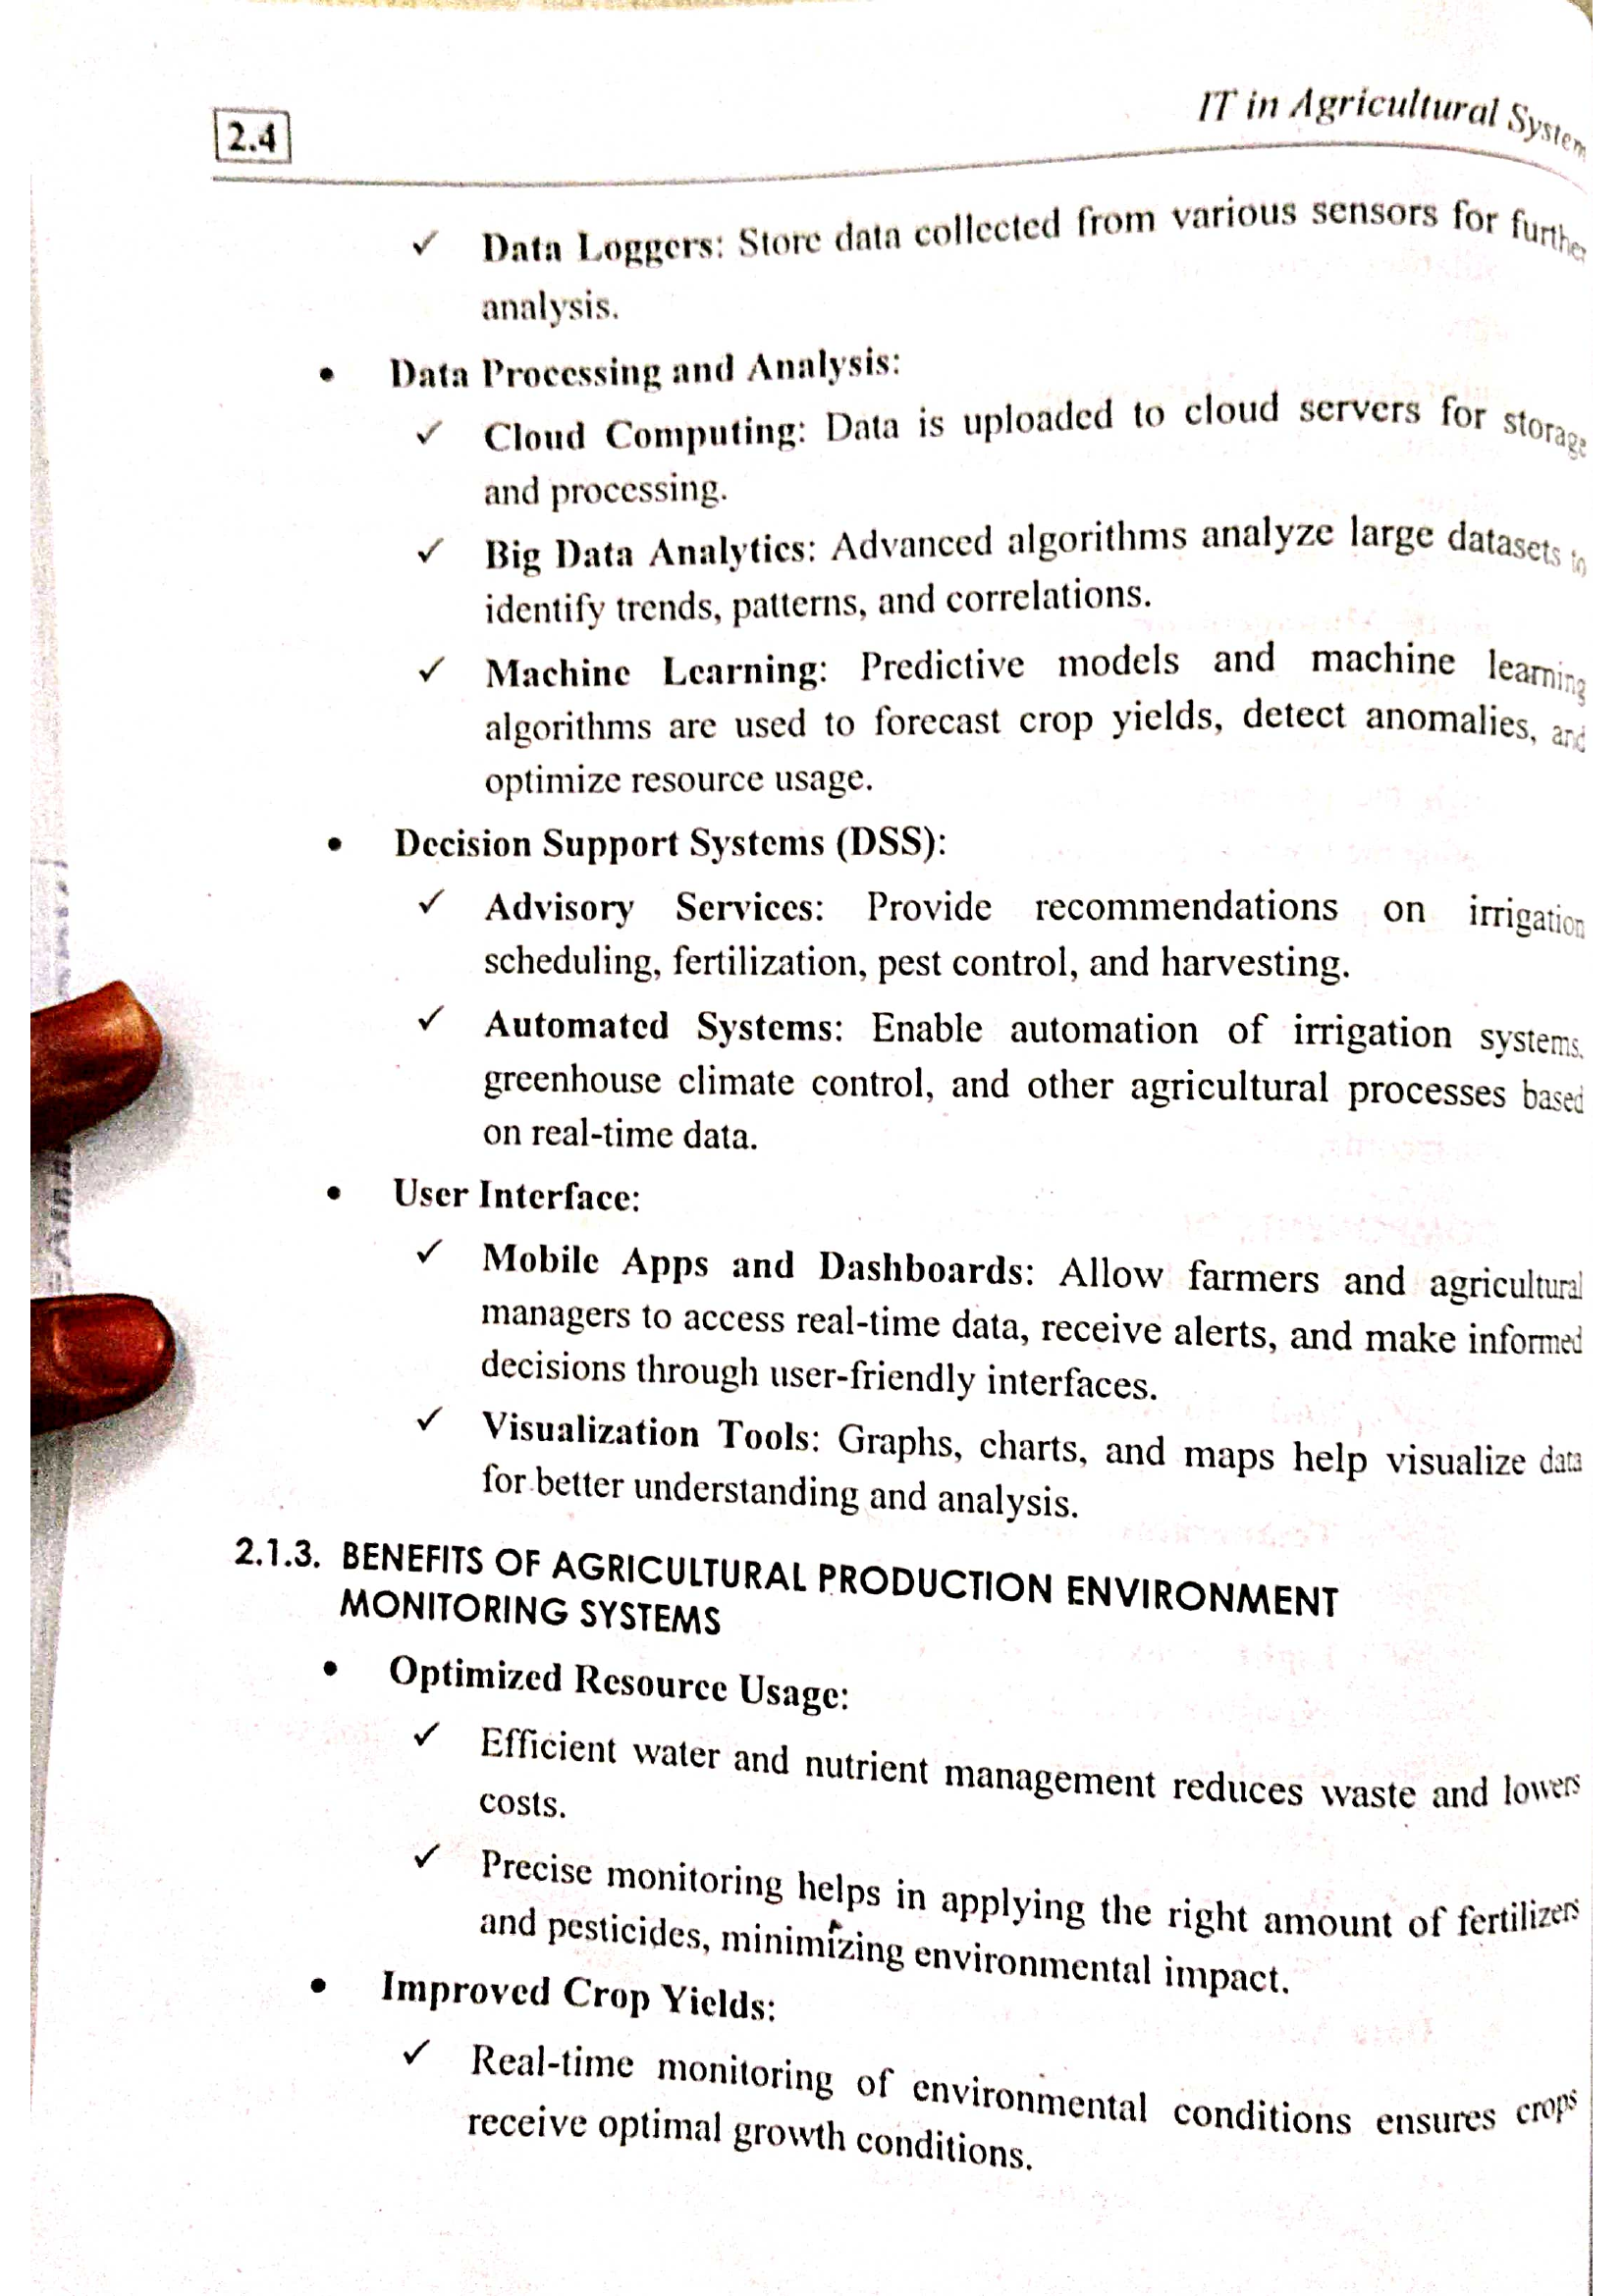 2.4
IT in Agricultural System
✓ Data Loggers: Store data collected from various sensors for further
analysis.
• Data Processing and Analysis:
✓ Cloud Computing: Data is uploaded to cloud servers for storage
and processing.
✓ Big Data Analytics: Advanced algorithms analyze large datasets to
identify trends, patterns, and correlations.
✓ Machine Learning: Predictive models and machine learning
algorithms are used to forecast crop yields, detect anomalies, and
optimize resource usage.
• Decision Support Systems (DSS):
✓ Advisory Services: Provide recommendations on irrigation
scheduling, fertilization, pest control, and harvesting.
✓ Automated Systems: Enable automation of irrigation systems,
greenhouse climate control, and other agricultural processes based
on real-time data.
• User Interface:
✓ Mobile Apps and Dashboards: Allow farmers and agricultural
managers to access real-time data, receive alerts, and make informed
decisions through user-friendly interfaces.
✓ Visualization Tools: Graphs, charts, and maps help visualize data
for better understanding and analysis.
2.1.3. BENEFITS OF AGRICULTURAL PRODUCTION ENVIRONMENT
MONITORING SYSTEMS
• Optimized Resource Usage:
✓ Efficient water and nutrient management reduces waste and lowers
costs.
✓ Precise monitoring helps in applying the right amount of fertilizers
and pesticides, minimizing environmental impact.
• Improved Crop Yields:
✓ Real-time monitoring of environmental conditions ensures crops
receive optimal growth conditions.